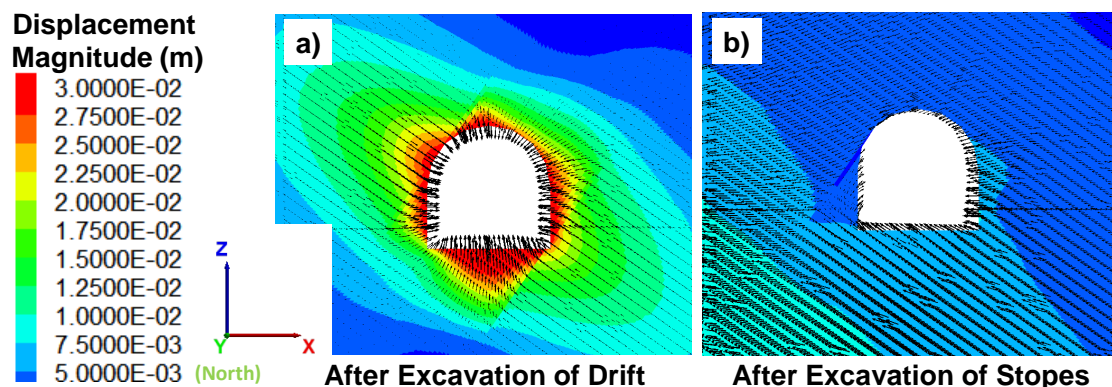 Displacement
Magnitude (m)
3.0000E-02
2.7500E-02
2.5000E-02
2.2500E-02
2.0000E-02
1.7500E-02
1.5000E-02
1.2500E-02
1.0000E-02
7.5000E-03
5.0000E-03
Z
Y
X
(North)
a)
After Excavation of Drift
b)
After Excavation of Stopes